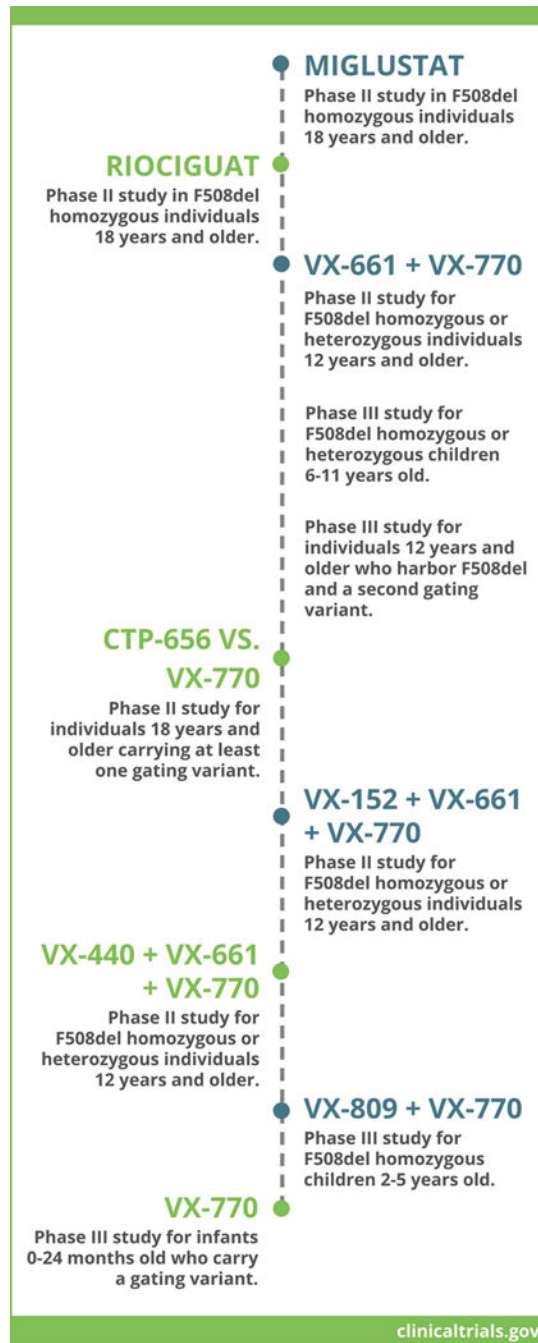 MIGLUSTAT
Phase II study in F508del
homozygous individuals
18 years and older.
RIOCIGUAT
Phase II study in F508del
homozygous individuals
18 years and older.
VX-661 + VX-770
Phase II study for
F508del homozygous or
heterozygous individuals
12 years and older.
Phase III study for
F508del homozygous or
heterozygous children
6-11 years old.
Phase III study for
individuals 12 years and
older who harbor F508del
and a second gating
variant.
CTP-656 VS.
VX-770
Phase II study for
individuals 18 years and
older carrying at least
one gating variant.
VX-152 + VX-661
+ VX-770
Phase II study for
F508del homozygous or
heterozygous individuals
12 years and older.
VX-440 + VX-661
+ VX-770
Phase II study for
F508del homozygous or
heterozygous individuals
12 years and older.
VX-809 + VX-770
Phase III study for
F508del homozygous
children 2-5 years old.
VX-770
Phase III study for infants
0-24 months old who carry
a gating variant.
clinicaltrials.gov